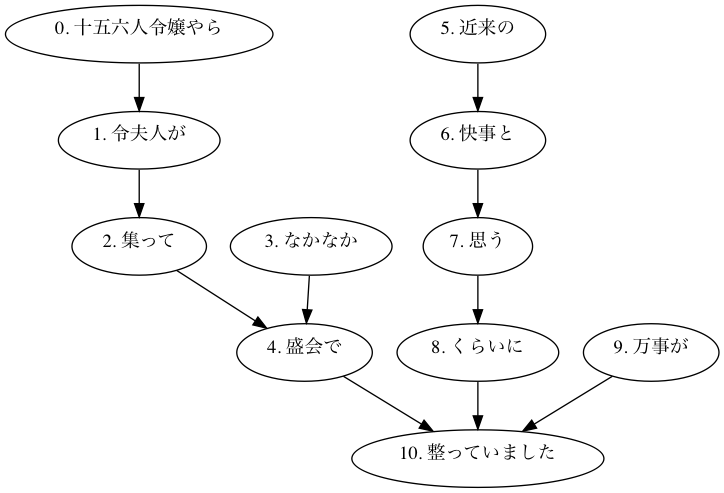 0. 十五六人令嬢やら
5. 近来の
1. 令夫人が
6. 快事と
2. 集って
3. なかなか
7. 思う
4. 盛会で
8. くらいに
9. 万事が
10. 整っていました